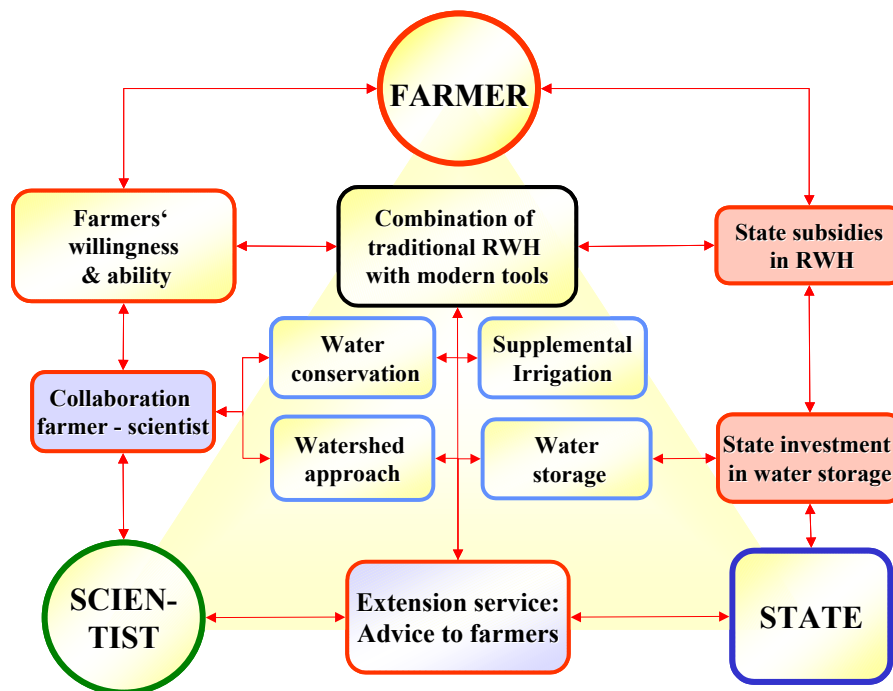 FARMER
Farmers‘
willingness
& ability
Combination of
traditional RWH
with modern tools
State subsidies
in RWH
Water
conservation
Supplemental
Irrigation
Collaboration
farmer - scientist
Watershed
approach
Water
storage
State investment
in water storage
SCIEN-
TIST
Extension service:
Advice to farmers
STATE